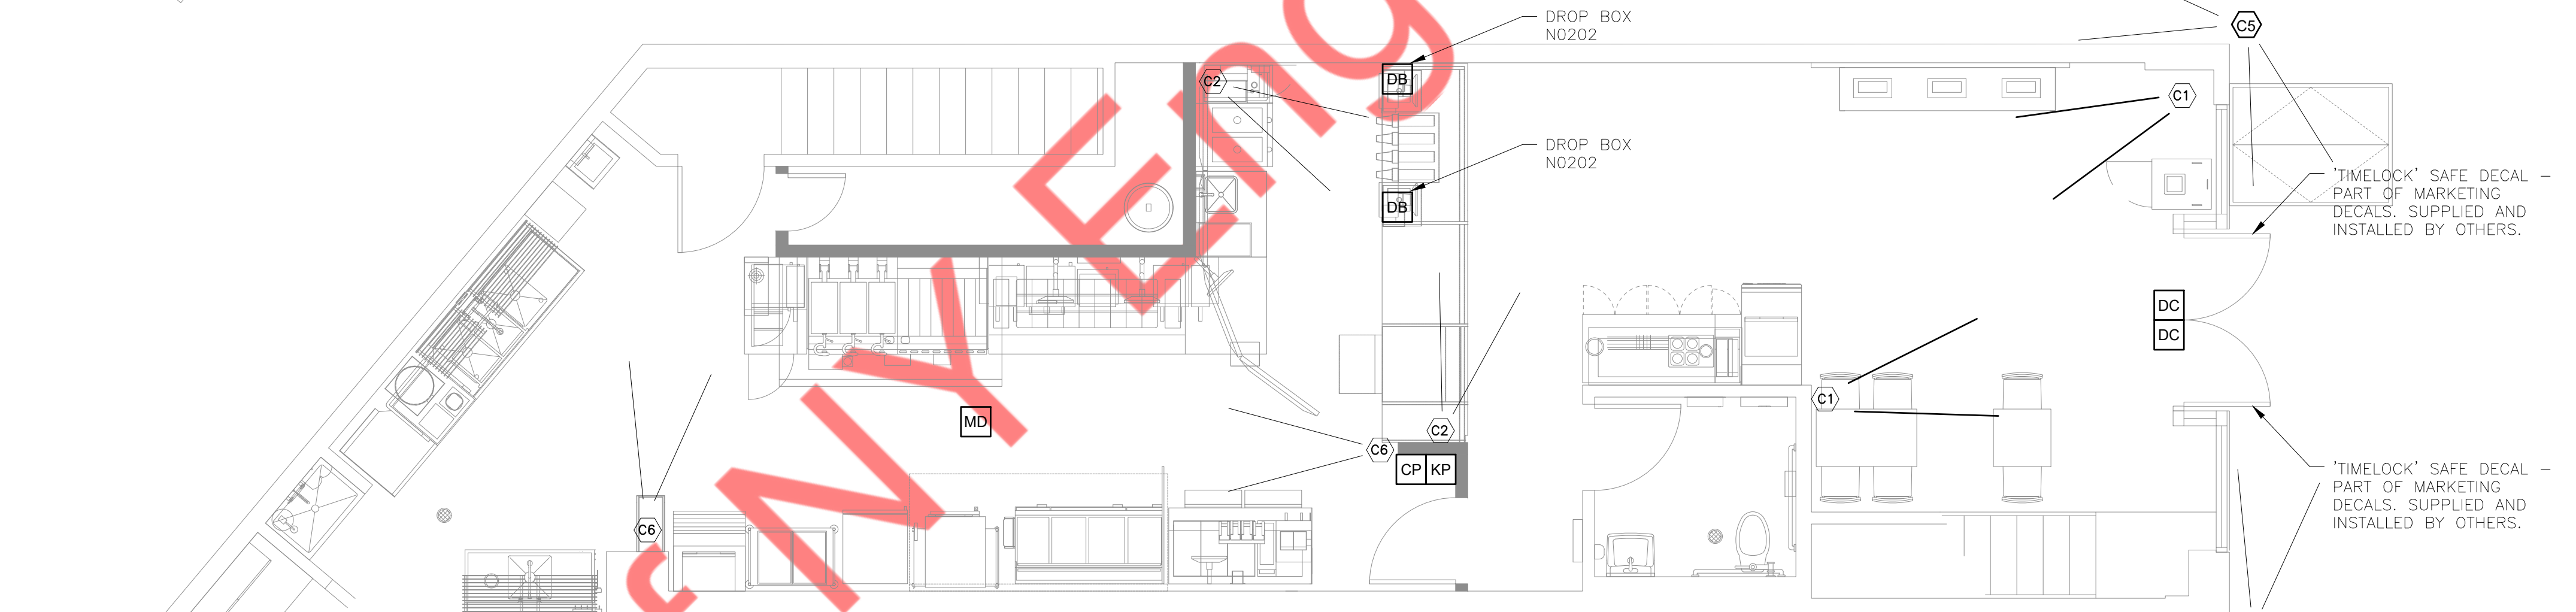 DROP BOX
N0202
C5
C2
DB
C1
DROP BOX
N0202
DB
'TIMELOCK' SAFE DECAL –
PART OF MARKETING
DECALS. SUPPLIED AND
INSTALLED BY OTHERS.
DC
DC
C1
MD
C2
C6
CP KP
C6
'TIMELOCK' SAFE DECAL –
PART OF MARKETING
DECALS. SUPPLIED AND
INSTALLED BY OTHERS.
f NY Eng